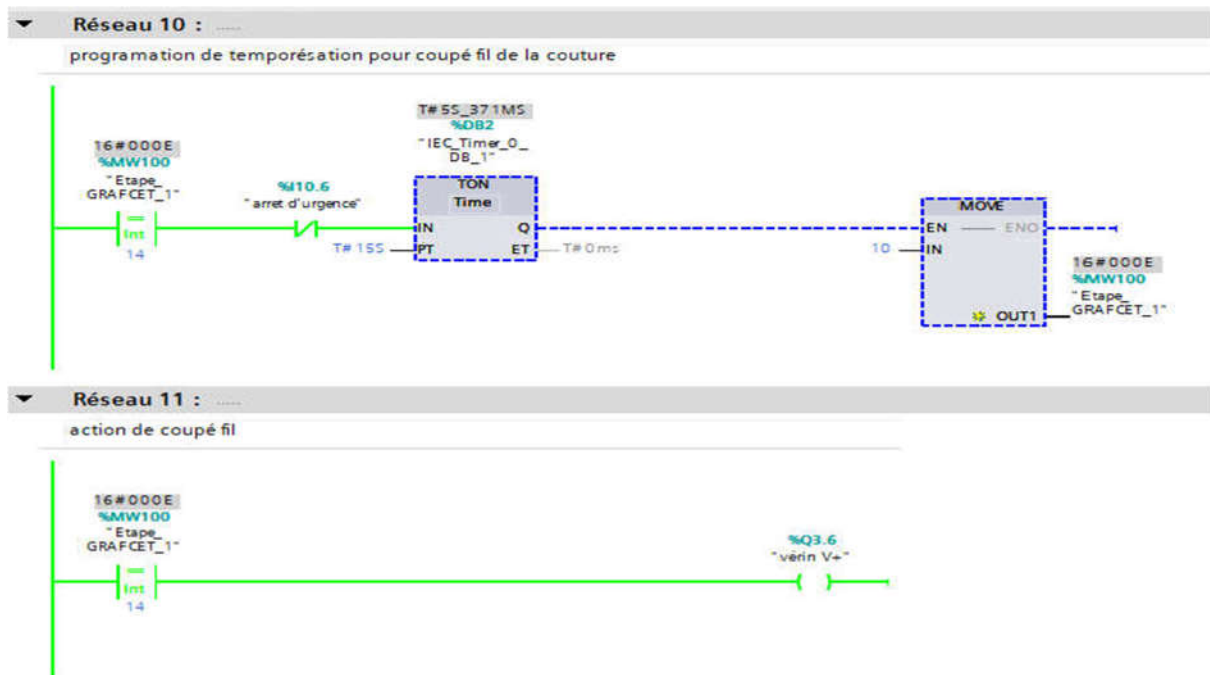 Réseau 10 : .....
programation de temporésation pour coupé fil de la couture
T#5S_371MS
%DB2
"IEC_Timer_0_
DB_1"
16#000E
%MW100
"Etape_
GRAFCET_1"
==
Int
14
%I10.6
"arret d'urgence"
TON
Time
IN Q
T#15S PT ET T#0ms
MOVE
EN ENO
10 IN
OUT1
16#000E
%MW100
"Etape_
GRAFCET_1"
Réseau 11 : .....
action de coupé fil
16#000E
%MW100
"Etape_
GRAFCET_1"
==
Int
14
%Q3.6
"vérin V+"